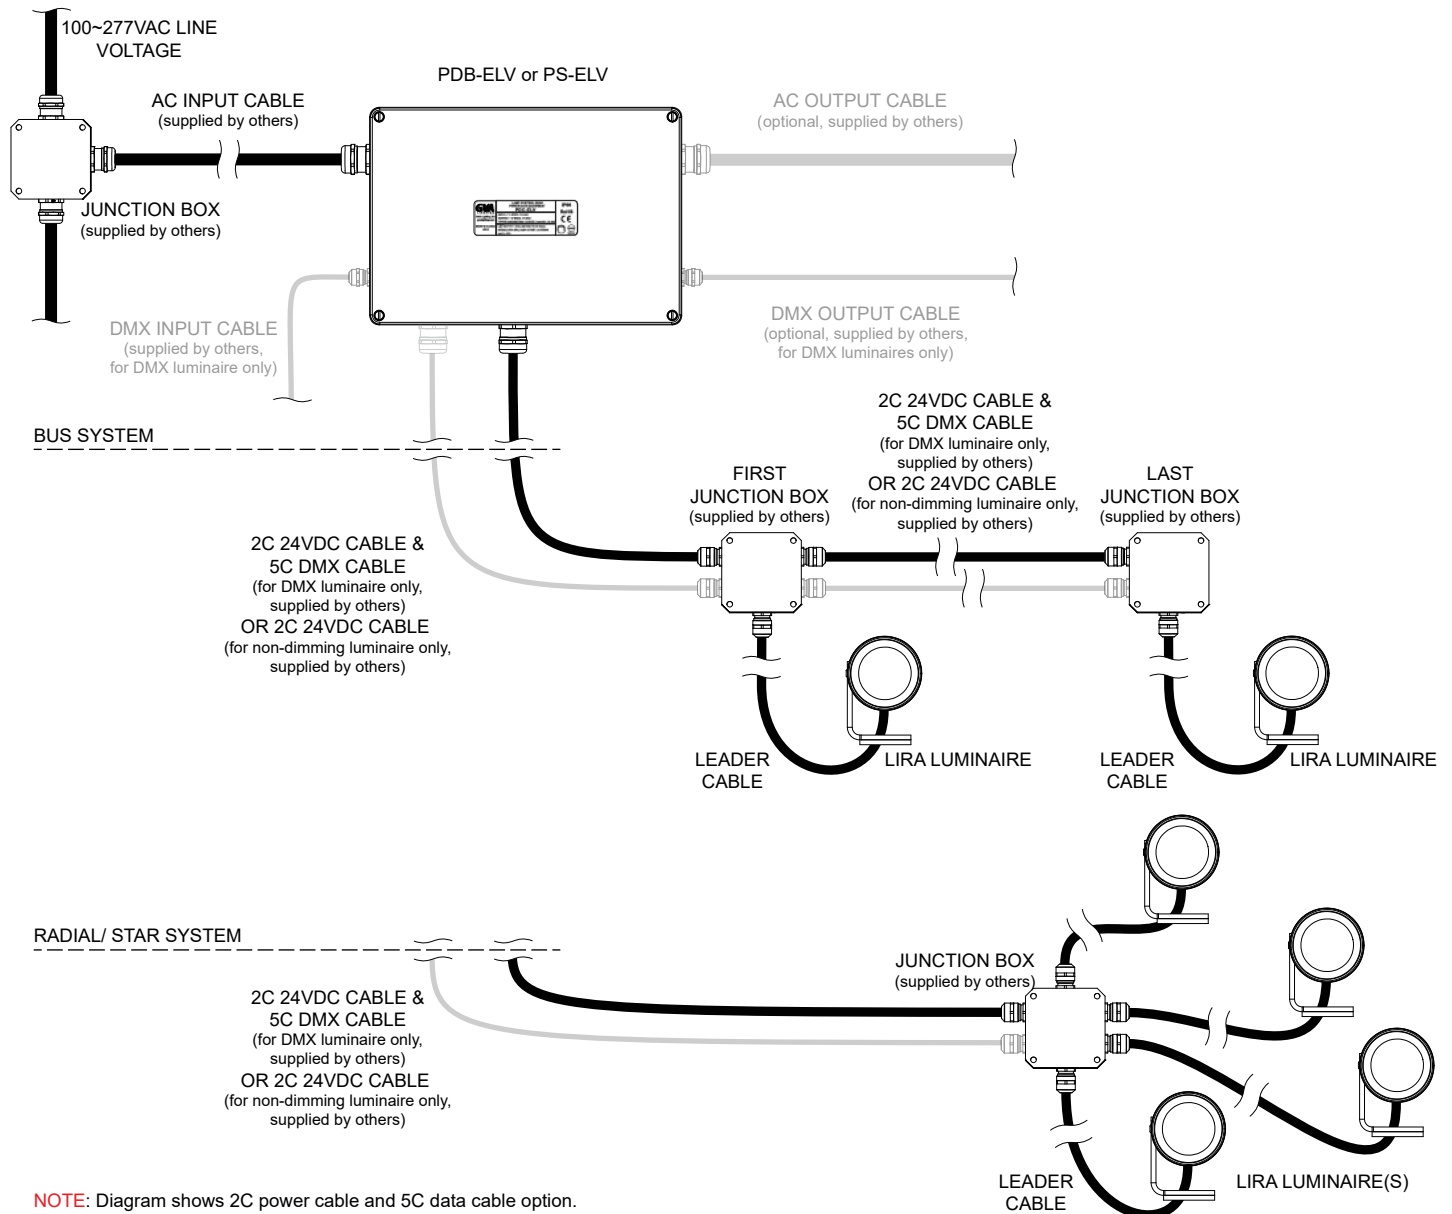 100~277VAC LINE
VOLTAGE
PDB-ELV or PS-ELV
AC INPUT CABLE
(supplied by others)
AC OUTPUT CABLE
(optional, supplied by others)
JUNCTION BOX
(supplied by others)
GVA
DMX INPUT CABLE
(supplied by others,
for DMX luminaire only)
DMX OUTPUT CABLE
(optional, supplied by others,
for DMX luminaires only)
BUS SYSTEM
2C 24VDC CABLE &
5C DMX CABLE
(for DMX luminaire only,
supplied by others)
OR 2C 24VDC CABLE
(for non-dimming luminaire only,
supplied by others)
FIRST
JUNCTION BOX
(supplied by others)
LAST
JUNCTION BOX
(supplied by others)
2C 24VDC CABLE &
5C DMX CABLE
(for DMX luminaire only,
supplied by others)
OR 2C 24VDC CABLE
(for non-dimming luminaire only,
supplied by others)
LEADER
CABLE
LIRA LUMINAIRE
LEADER
CABLE
LIRA LUMINAIRE
RADIAL/ STAR SYSTEM
JUNCTION BOX
(supplied by others)
2C 24VDC CABLE &
5C DMX CABLE
(for DMX luminaire only,
supplied by others)
OR 2C 24VDC CABLE
(for non-dimming luminaire only,
supplied by others)
LEADER
CABLE
LIRA LUMINAIRE(S)
NOTE: Diagram shows 2C power cable and 5C data cable option.